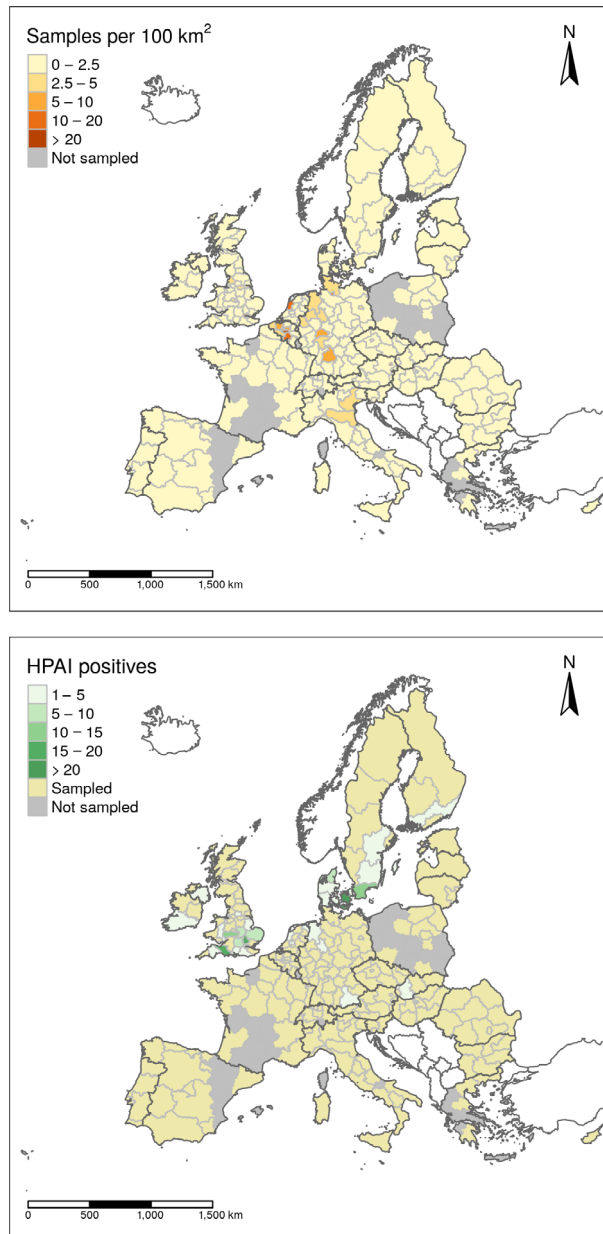 Samples per 100 km²
N
0 – 2.5
2.5 – 5
5 – 10
10 – 20
> 20
Not sampled
0 500 1,000 1,500 km
HPAI positives
N
1 – 5
5 – 10
10 – 15
15 – 20
> 20
Sampled
Not sampled
0 500 1,000 1,500 km